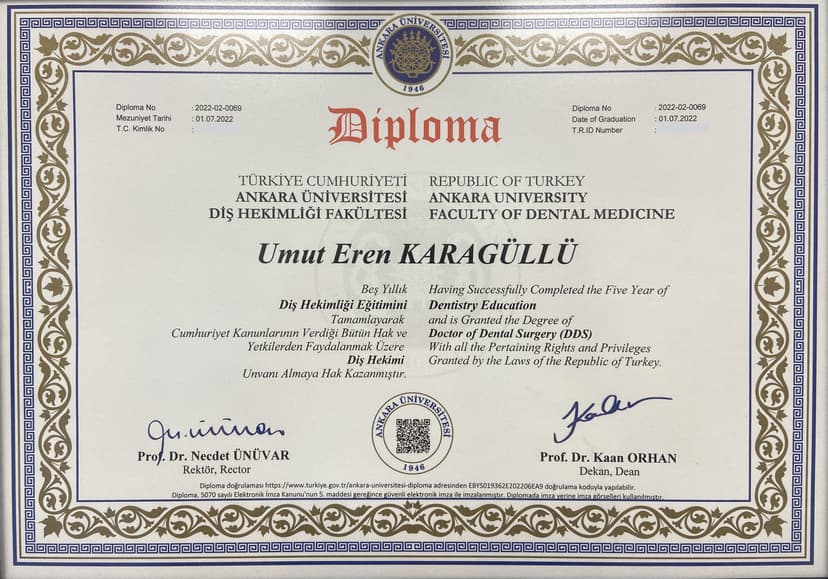 ANKARA ÜNİVERSİTESİ
1946
Diploma No : 2022-02-0069
Mezuniyet Tarihi : 01.07.2022
T.C. Kimlik No :
Diploma
Diploma No : 2022-02-0069
Date of Graduation : 01.07.2022
T.R.ID Number :
TÜRKİYE CUMHURİYETİ
ANKARA ÜNİVERSİTESİ
DİŞ HEKİMLİĞİ FAKÜLTESİ
REPUBLIC OF TURKEY
ANKARA UNIVERSITY
FACULTY OF DENTAL MEDICINE
Umut Eren KARAGÜLLÜ
Beş Yıllık
Diş Hekimliği Eğitimini
Tamamlayarak
Cumhuriyet Kanunlarının Verdiği Bütün Hak ve
Yetkilerden Faydalanmak Üzere
Diş Hekimi
Unvanı Almaya Hak Kazanmıştır.
Having Successfully Completed the Five Year of
Dentistry Education
and is Granted the Degree of
Doctor of Dental Surgery (DDS)
With all the Pertaining Rights and Privileges
Granted by the Laws of the Republic of Turkey.
ANKARA ÜNİVERSİTESİ
1946
Prof. Dr. Necdet ÜNÜVAR
Rektör, Rector
Prof. Dr. Kaan ORHAN
Dekan, Dean
Diploma doğrulaması https://www.turkiye.gov.tr/ankara-universitesi-diploma adresinden EBYS019362E202206EA9 doğrulama koduyla yapılabilir.
Diploma, 5070 sayılı Elektronik İmza Kanunu'nun 5. maddesi gereğince güvenli elektronik imza ile imzalanmıştır. Diplomada imza yerine imza görselleri kullanılmıştır.